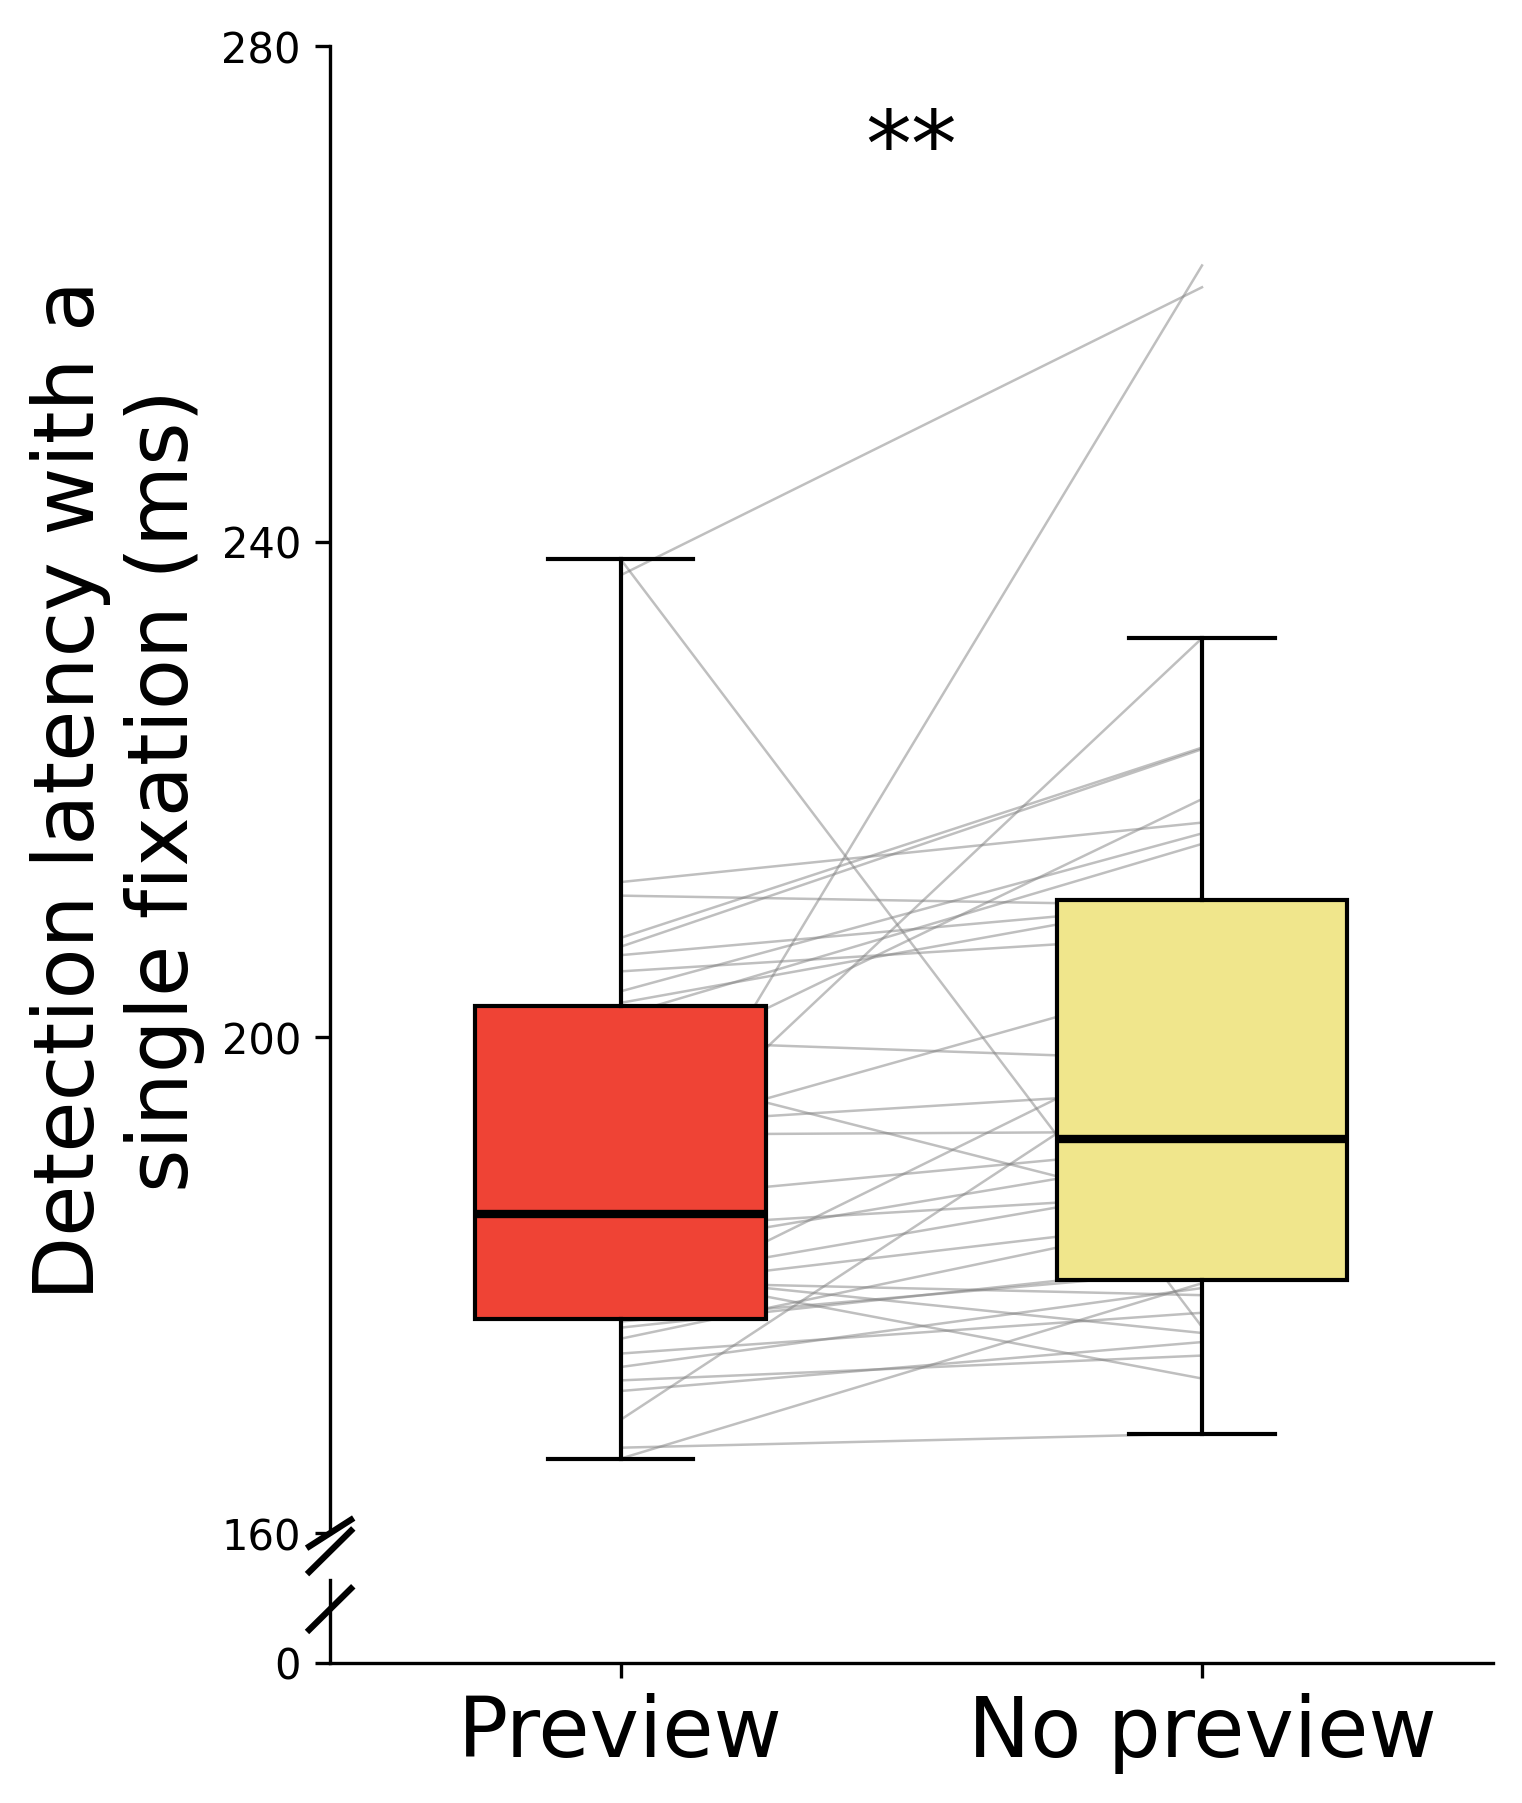 280
**
Detection latency with a
single fixation (ms)
240
200
160
0
Preview
No preview